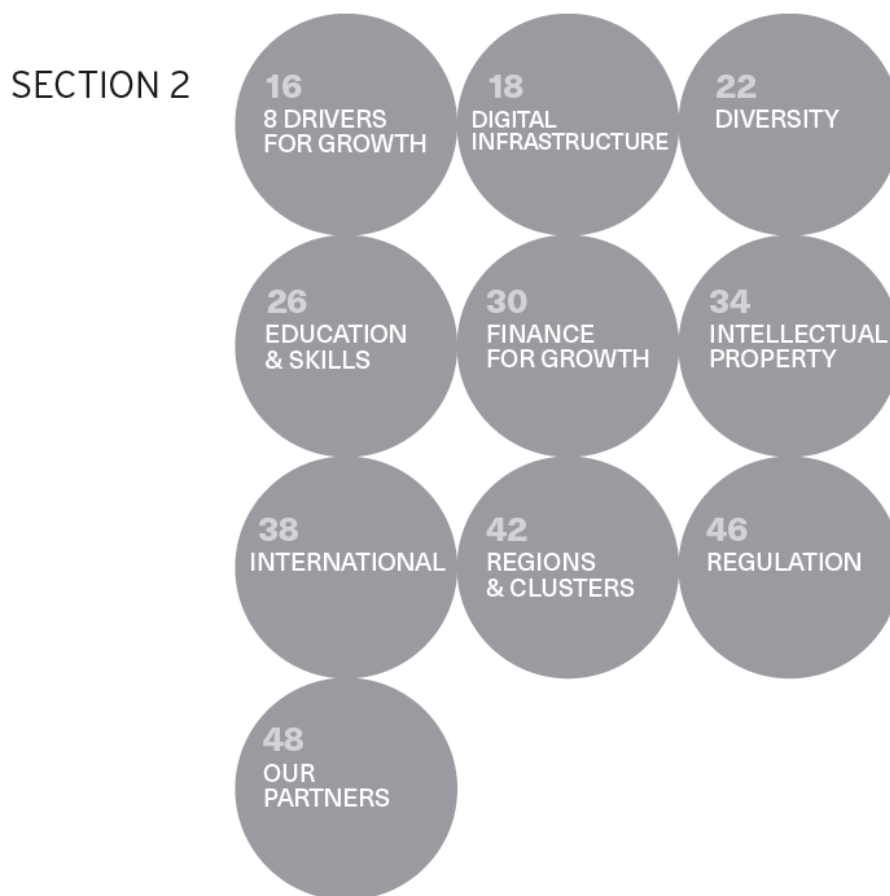 SECTION 2
16
8 DRIVERS
FOR GROWTH
18
DIGITAL
INFRASTRUCTURE
22
DIVERSITY
26
EDUCATION
& SKILLS
30
FINANCE
FOR GROWTH
34
INTELLECTUAL
PROPERTY
38
INTERNATIONAL
42
REGIONS
& CLUSTERS
46
REGULATION
48
OUR
PARTNERS